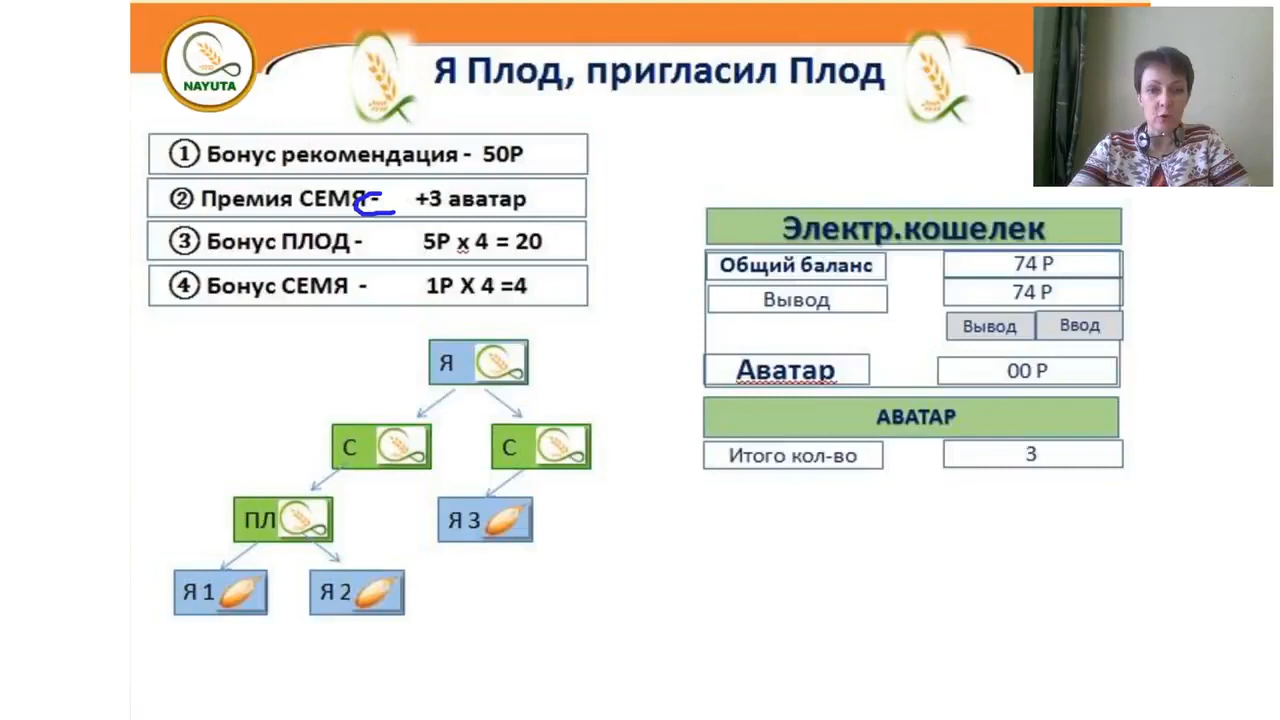 NAYUTA
Я Плод, пригласил Плод
① Бонус рекомендация - 50Р
② Премия СЕМЯ - +3 аватар
③ Бонус ПЛОД - 5Р х 4 = 20
④ Бонус СЕМЯ - 1Р Х 4 =4
Электр.кошелек
Общий баланс 74 Р
Вывод 74 Р
Вывод Ввод
Аватар 00 Р
АВАТАР
Итого кол-во 3
Я
С С
ПЛ Я 3
Я 1 Я 2